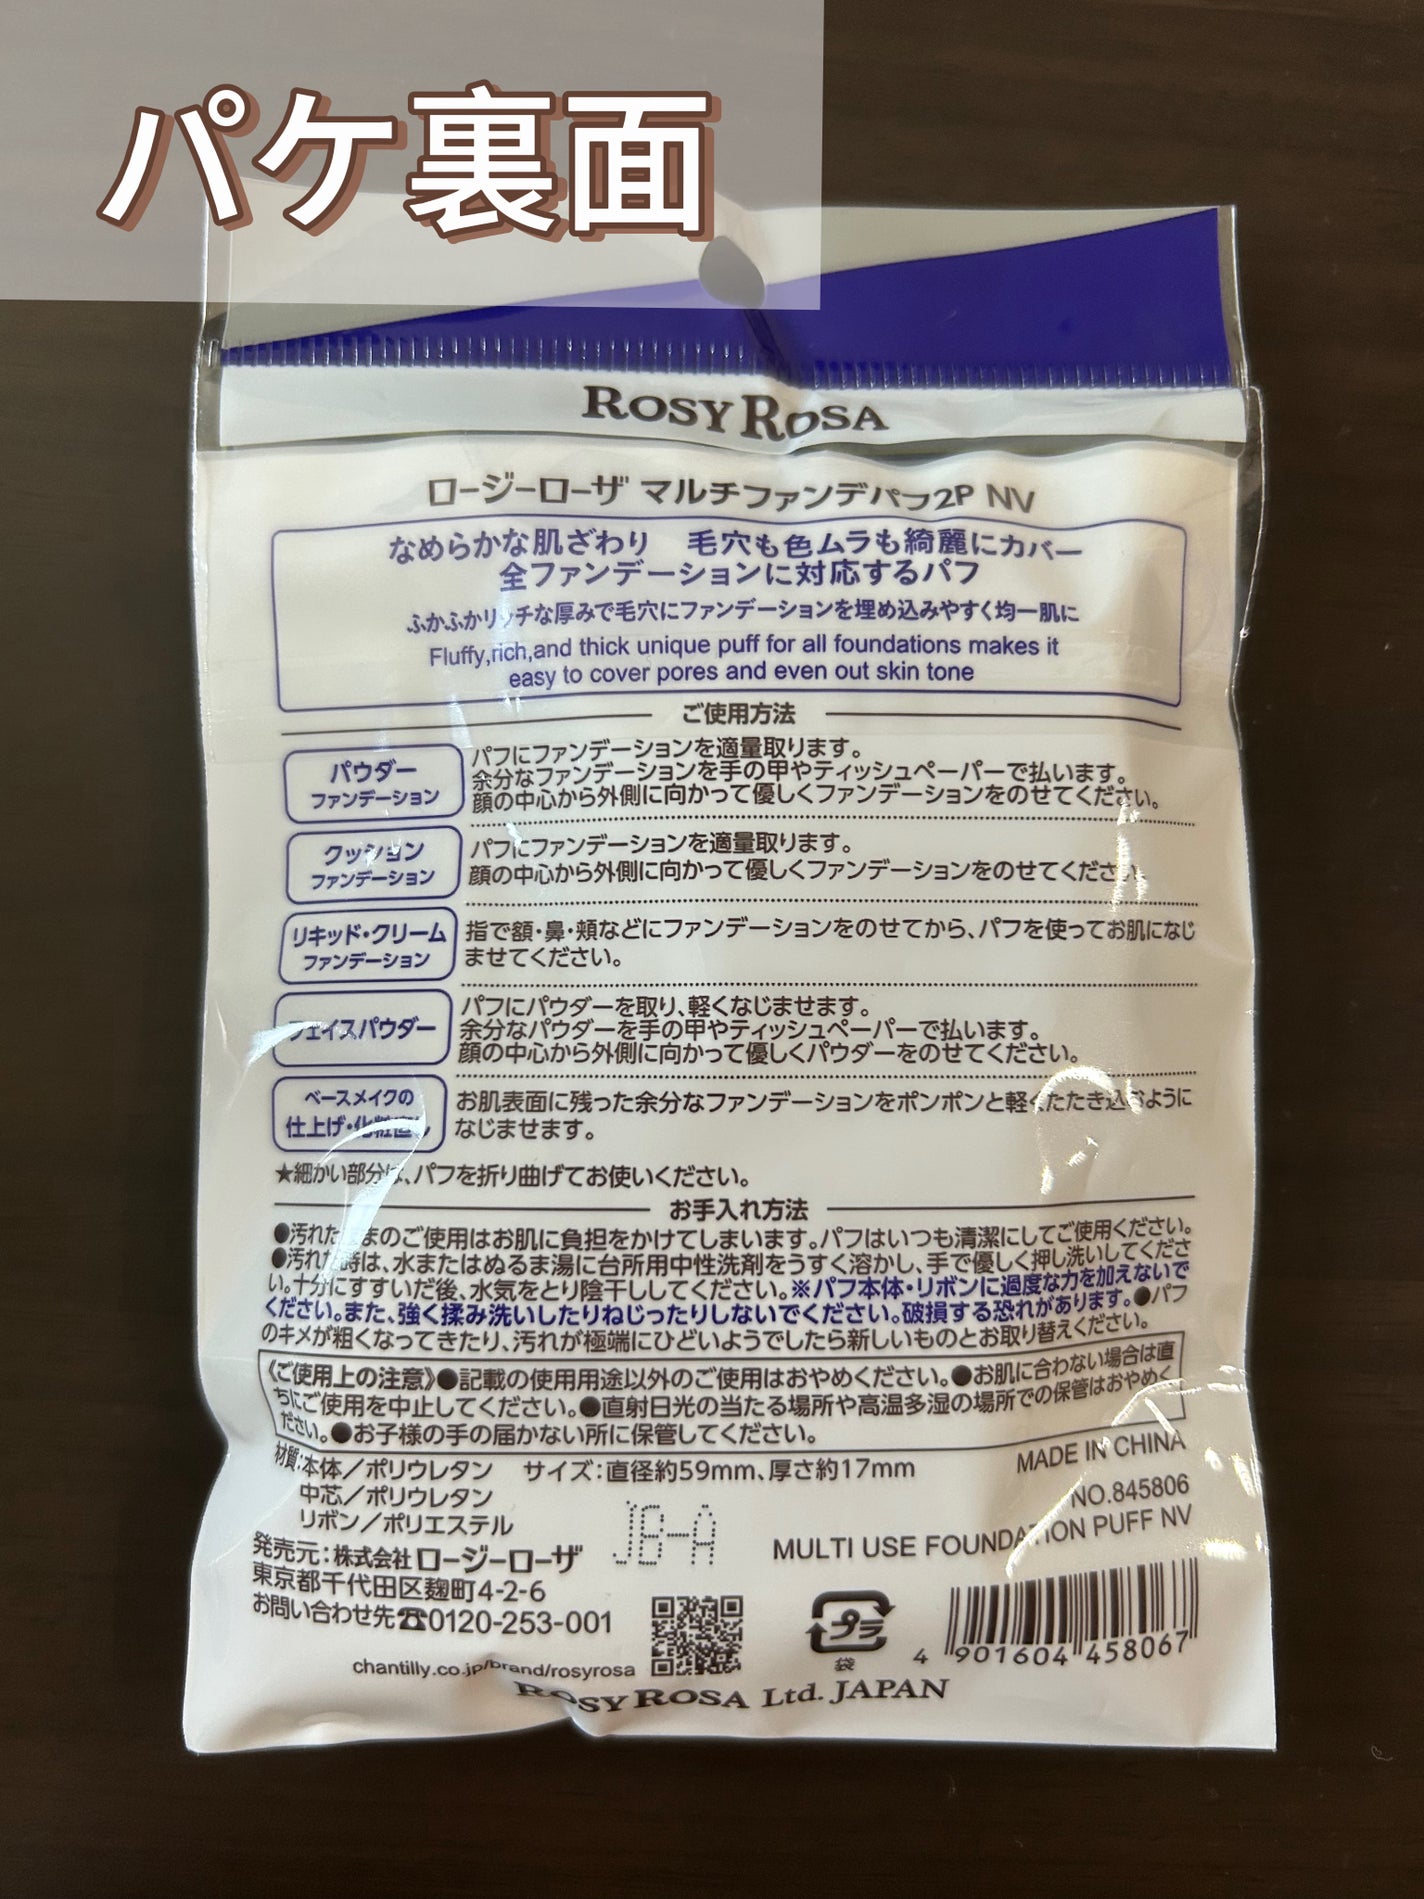 パケ裏面
ROSY ROSA
ロージーローザ マルチファンデパフ2P NV
なめらかな肌ざわり 毛穴も色ムラも綺麗にカバー
全ファンデーションに対応するパフ
ふかふかリッチな厚みで毛穴にファンデーションを埋め込みやすく均一肌に
Fluffy,rich,and thick unique puff for all foundations makes it
easy to cover pores and even out skin tone
ご使用方法
パウダー
ファンデーション
パフにファンデーションを適量取ります。
余分なファンデーションを手の甲やティッシュペーパーで払います。
顔の中心から外側に向かって優しくファンデーションをのせてください。
クッション
ファンデーション
パフにファンデーションを適量取ります。
顔の中心から外側に向かって優しくファンデーションをのせてください。
リキッド・クリーム
ファンデーション
指で額・鼻・頬などにファンデーションをのせてから、パフを使ってお肌になじ
ませてください。
フェイスパウダー
パフにパウダーを取り、軽くなじませます。
余分なパウダーを手の甲やティッシュペーパーで払います。
顔の中心から外側に向かって優しくパウダーをのせてください。
ベースメイクの
仕上げ・化粧直し
お肌表面に残った余分なファンデーションをポンポンと軽くたたき込むように
なじませます。
★細かい部分は、パフを折り曲げてお使いください。
お手入れ方法
●汚れたままのご使用はお肌に負担をかけてしまいます。パフはいつも清潔にしてご使用ください。
●汚れた時は、水またはぬるま湯に台所用中性洗剤をうすく溶かし、手で優しく押し洗いしてくださ
い。十分にすすいだ後、水気をとり陰干ししてください。※パフ本体・リボンに過度な力を加えないで
ください。また、強く揉み洗いしたりねじったりしないでください。破損する恐れがあります。●パフ
のキメが粗くなってきたり、汚れが極端にひどいようでしたら新しいものとお取り替えください。
《ご使用上の注意》●記載の使用用途以外のご使用はおやめください。●お肌に合わない場合は直
ちにご使用を中止してください。●直射日光の当たる場所や高温多湿の場所での保管はおやめく
ださい。●お子様の手の届かない所に保管してください。
材質:本体/ポリウレタン サイズ:直径約59mm、厚さ約17mm
中芯/ポリウレタン
リボン/ポリエステル
MADE IN CHINA
NO.845806
MULTI USE FOUNDATION PUFF NV
JB-A
発売元:株式会社ロージーローザ
東京都千代田区麹町4-2-6
お問い合わせ先☎0120-253-001
chantilly.co.jp/brand/rosyrosa
プラ
袋
4 901604 458067
ROSY ROSA Ltd. JAPAN